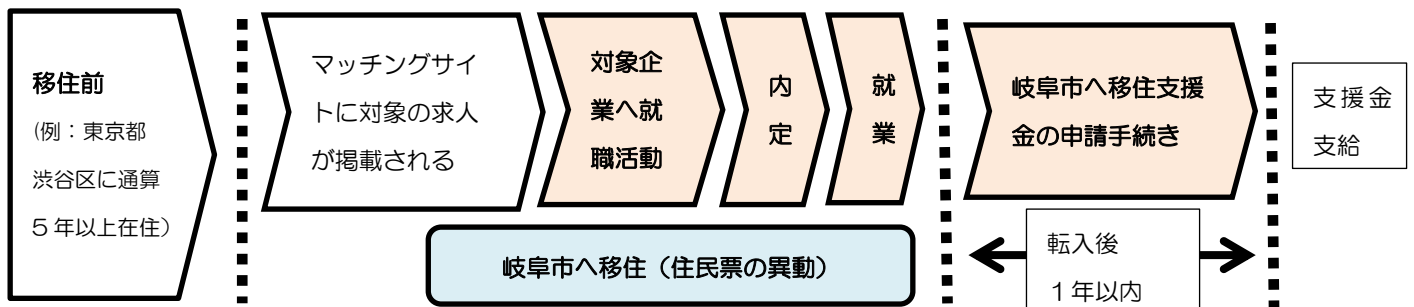 移住前
(例：東京都
渋谷区に通算
5年以上在住）
マッチングサイ
トに対象の求人
が掲載される
対象企
業へ就
職活動
内
定
就
業
岐阜市へ移住支援
金の申請手続き
支援金
支給
岐阜市へ移住（住民票の異動）
転入後
１年以内